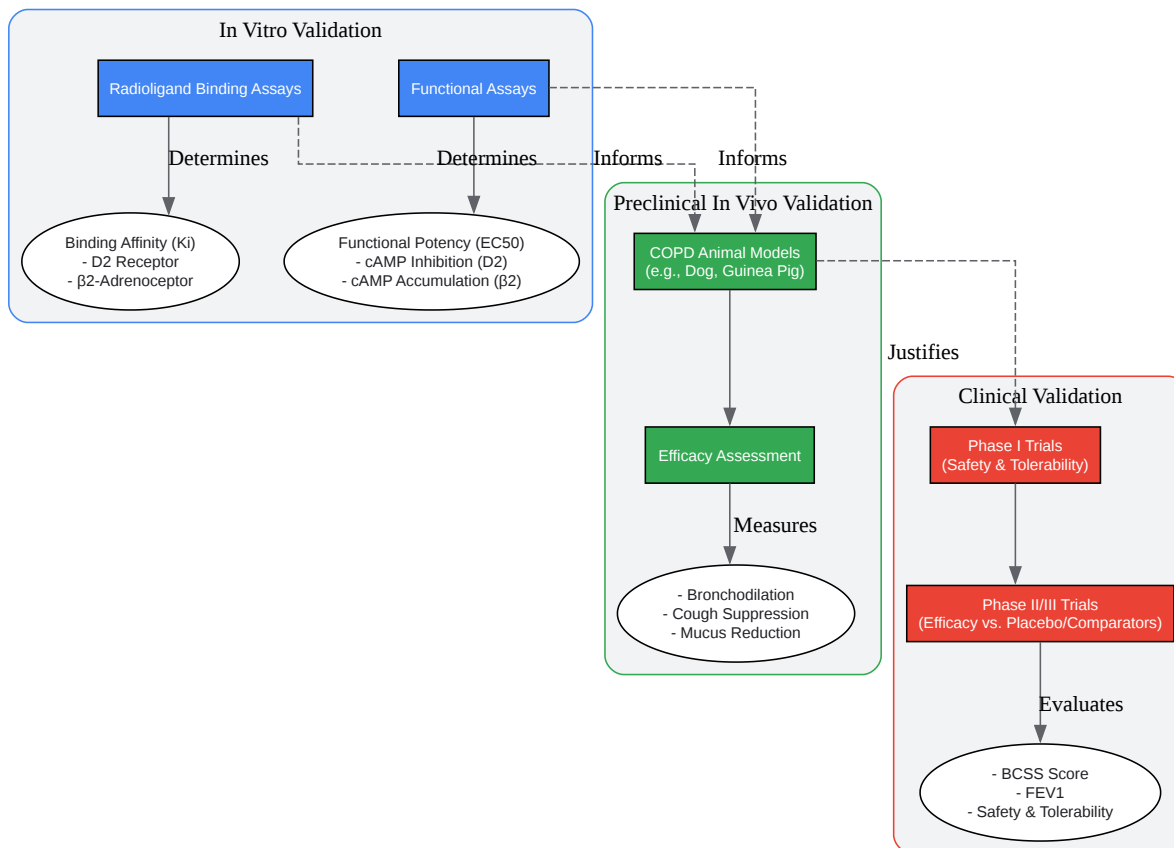 In Vitro Validation
Radioligand Binding Assays
Functional Assays
Determines
Determines
Informs
Informs
Binding Affinity (Ki)
- D2 Receptor
- β2-Adrenoceptor
Functional Potency (EC50)
- cAMP Inhibition (D2)
- cAMP Accumulation (β2)
Preclinical In Vivo Validation
COPD Animal Models
(e.g., Dog, Guinea Pig)
Justifies
Efficacy Assessment
Measures
- Bronchodilation
- Cough Suppression
- Mucus Reduction
Clinical Validation
Phase I Trials
(Safety & Tolerability)
Phase II/III Trials
(Efficacy vs. Placebo/Comparators)
Evaluates
- BCSS Score
- FEV1
- Safety & Tolerability